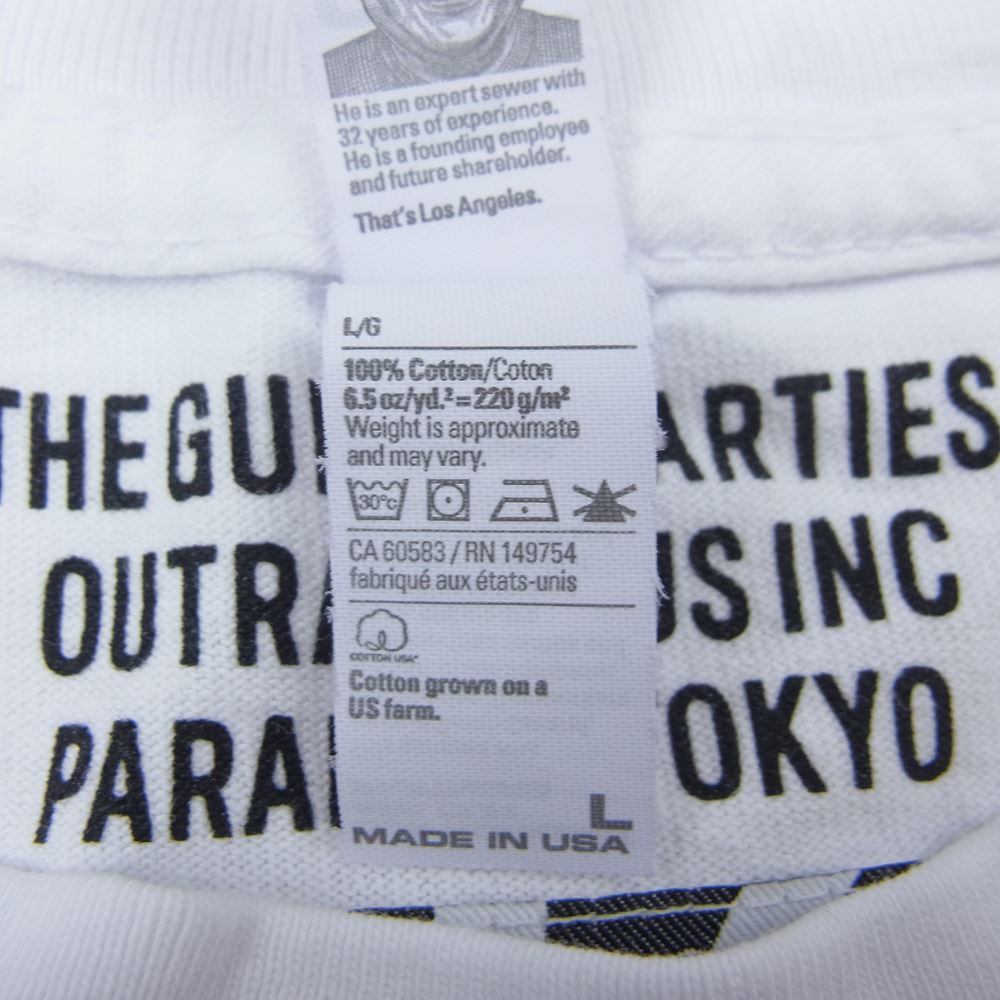 He is an expert sewer with
32 years of experience.
He is a founding employee
and future shareholder.
That's Los Angeles.
L/G
100% Cotton/Coton
6.5 oz/yd.²=220 g/m²
Weight is approximate
and may vary.
30°C
CA 60583 / RN 149754
fabriqué aux états-unis
COTTON USA
Cotton grown on a
US farm.
L
MADE IN USA
THE GU ARTIES
OUTRA US INC
PARA OKYO